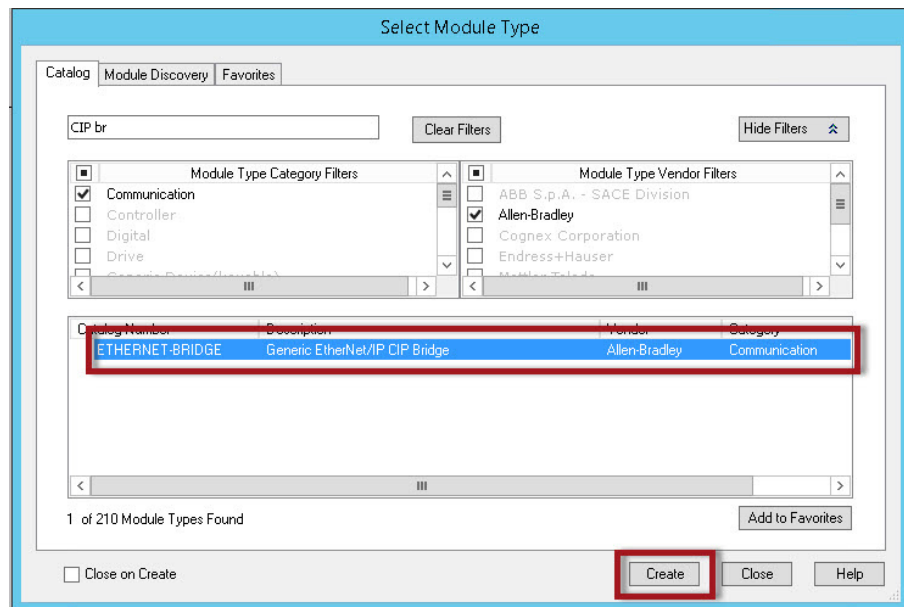 Select Module Type
Catalog Module Discovery Favorites
CIP br Clear Filters Hide Filters
Module Type Category Filters Module Type Vendor Filters
Communication ABB S.p.A. - SACE Division
Controller Allen-Bradley
Digital Cognex Corporation
Drive Endress+Hauser
Catalog Number Description Vendor Category
ETHERNET-BRIDGE Generic EtherNet/IP CIP Bridge Allen-Bradley Communication
1 of 210 Module Types Found Add to Favorites
Close on Create Create Close Help